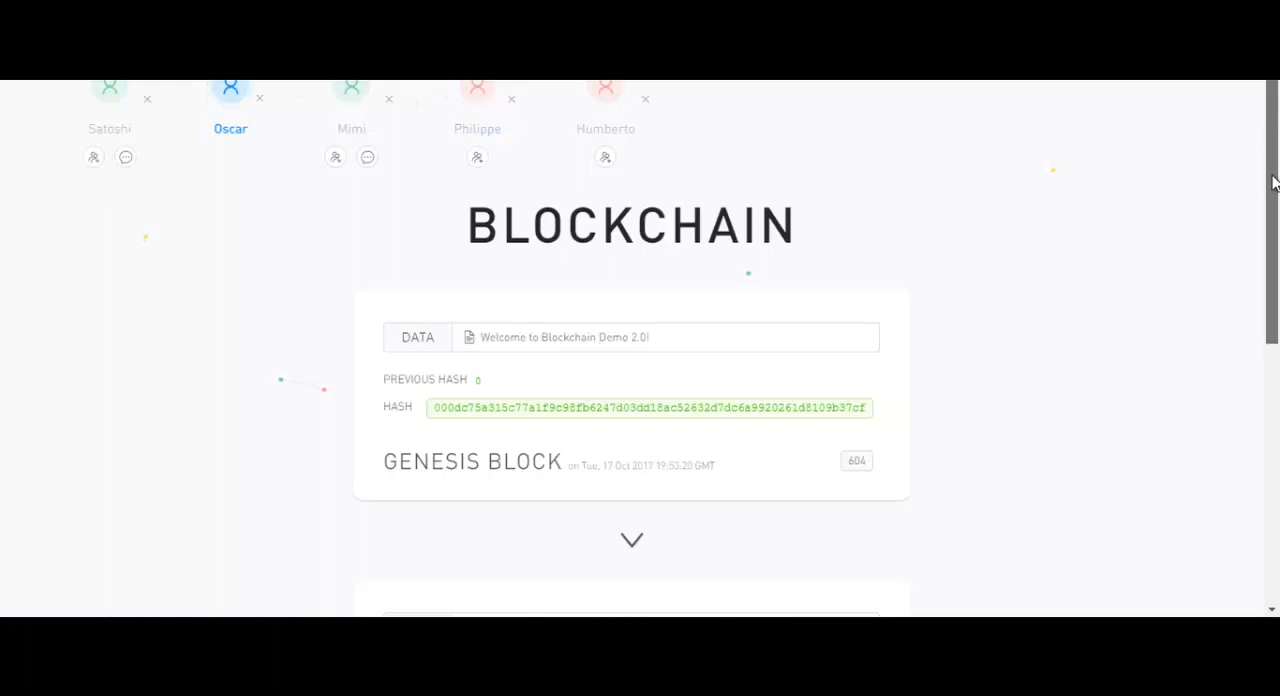 Satoshi Oscar Mimi Philippe Humberto
BLOCKCHAIN
DATA Welcome to Blockchain Demo 2.0!
PREVIOUS HASH 0
HASH 000dc75a315c77a1f9c98fb6247d03dd18ac52632d7dc6a9920261d8109b37cf
GENESIS BLOCK on Tue, 17 Oct 2017 19:53:20 GMT 604